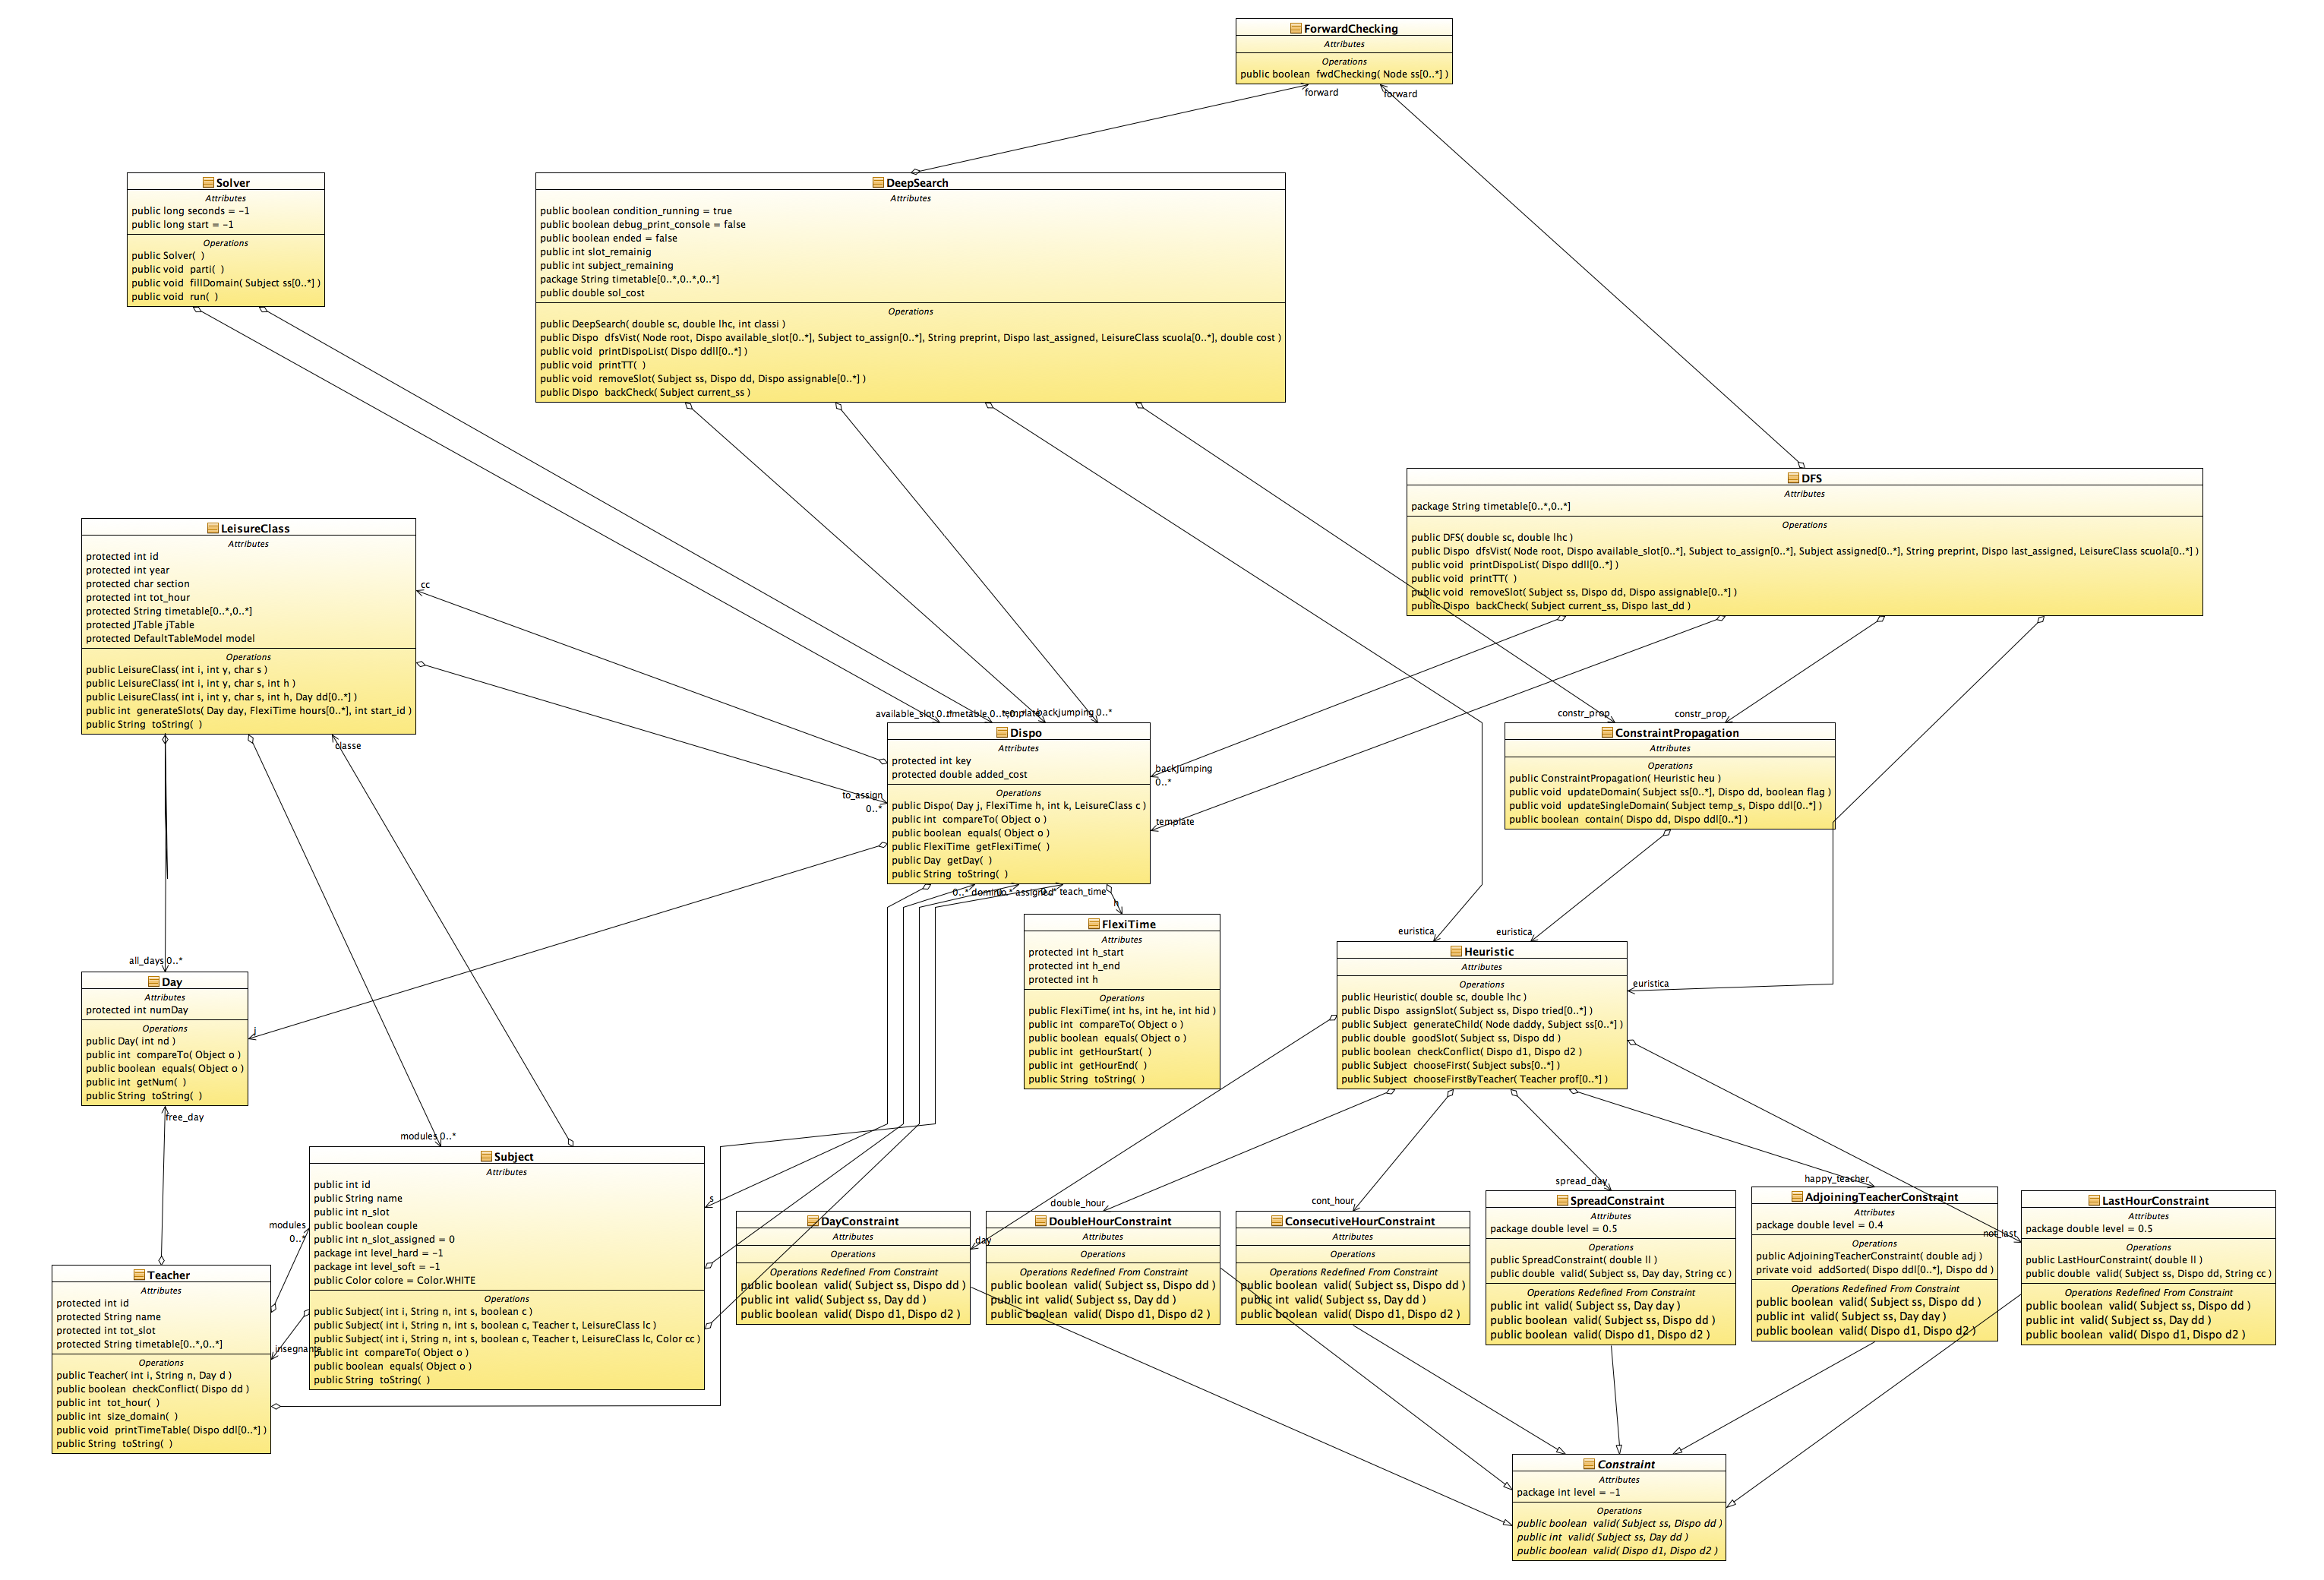 ForwardChecking
Attributes
Operations
public boolean  fwdChecking( Node ss[0..*] )
forward
forward
Solver
Attributes
public long seconds = -1
public long start = -1
Operations
public Solver(  )
public void  parti(  )
public void  fillDomain( Subject ss[0..*] )
public void  run(  )
DeepSearch
Attributes
public boolean condition_running = true
public boolean debug_print_console = false
public boolean ended = false
public int slot_remainig
public int subject_remaining
package String timetable[0..*,0..*,0..*]
public double sol_cost
Operations
public DeepSearch( double sc, double lhc, int classi )
public Dispo  dfsVist( Node root, Dispo available_slot[0..*], Subject to_assign[0..*], String preprint, Dispo last_assigned, LeisureClass scuola[0..*], double cost )
public void  printDispoList( Dispo ddll[0..*] )
public void  printTT(  )
public void  removeSlot( Subject ss, Dispo dd, Dispo assignable[0..*] )
public Dispo  backCheck( Subject current_ss )
DFS
Attributes
package String timetable[0..*,0..*]
Operations
public DFS( double sc, double lhc )
public Dispo  dfsVist( Node root, Dispo available_slot[0..*], Subject to_assign[0..*], Subject assigned[0..*], String preprint, Dispo last_assigned, LeisureClass scuola[0..*] )
public void  printDispoList( Dispo ddll[0..*] )
public void  printTT(  )
public void  removeSlot( Subject ss, Dispo dd, Dispo assignable[0..*] )
public Dispo  backCheck( Subject current_ss, Dispo last_dd )
LeisureClass
Attributes
protected int id
protected int year
protected char section
protected int tot_hour
protected String timetable[0..*,0..*]
protected JTable jTable
protected DefaultTableModel model
Operations
public LeisureClass( int i, int y, char s )
public LeisureClass( int i, int y, char s, int h )
public LeisureClass( int i, int y, char s, int h, Day dd[0..*] )
public int  generateSlots( Day day, FlexiTime hours[0..*], int start_id )
public String  toString(  )
cc
classe
available_slot 0..*
timetable 0..*,0..*
template
backjumping 0..*
Dispo
Attributes
protected int key
protected double added_cost
Operations
public Dispo( Day j, FlexiTime h, int k, LeisureClass c )
public int  compareTo( Object o )
public boolean  equals( Object o )
public FlexiTime  getFlexiTime(  )
public Day  getDay(  )
public String  toString(  )
to_assign
0..*
backjumping
0..*
template
constr_prop
constr_prop
ConstraintPropagation
Attributes
Operations
public ConstraintPropagation( Heuristic heu )
public void  updateDomain( Subject ss[0..*], Dispo dd, boolean flag )
public void  updateSingleDomain( Subject temp_s, Dispo ddl[0..*] )
public boolean  contain( Dispo dd, Dispo ddl[0..*] )
0..* dominio
0..* assigned
0..* teach_time
h
FlexiTime
Attributes
protected int h_start
protected int h_end
protected int h
Operations
public FlexiTime( int hs, int he, int hid )
public int  compareTo( Object o )
public boolean  equals( Object o )
public int  getHourStart(  )
public int  getHourEnd(  )
public String  toString(  )
euristica
euristica
euristica
Heuristic
Attributes
Operations
public Heuristic( double sc, double lhc )
public Dispo  assignSlot( Subject ss, Dispo tried[0..*] )
public Subject  generateChild( Node daddy, Subject ss[0..*] )
public double  goodSlot( Subject ss, Dispo dd )
public boolean  checkConflict( Dispo d1, Dispo d2 )
public Subject  chooseFirst( Subject subs[0..*] )
public Subject  chooseFirstByTeacher( Teacher prof[0..*] )
all_days 0..*
Day
Attributes
protected int numDay
Operations
public Day( int nd )
public int  compareTo( Object o )
public boolean  equals( Object o )
public int  getNum(  )
public String  toString(  )
j
free_day
modules 0..*
Subject
Attributes
public int id
public String name
public int n_slot
public boolean couple
public int n_slot_assigned = 0
package int level_hard = -1
package int level_soft = -1
public Color colore = Color.WHITE
Operations
public Subject( int i, String n, int s, boolean c )
public Subject( int i, String n, int s, boolean c, Teacher t, LeisureClass lc )
public Subject( int i, String n, int s, boolean c, Teacher t, LeisureClass lc, Color cc )
public int  compareTo( Object o )
public boolean  equals( Object o )
public String  toString(  )
s
modules
0..*
insegnante
Teacher
Attributes
protected int id
protected String name
protected int tot_slot
protected String timetable[0..*,0..*]
Operations
public Teacher( int i, String n, Day d )
public boolean  checkConflict( Dispo dd )
public int  tot_hour(  )
public int  size_domain(  )
public void  printTimeTable( Dispo ddl[0..*] )
public String  toString(  )
day
DayConstraint
Attributes
Operations
Operations Redefined From Constraint
public boolean  valid( Subject ss, Dispo dd )
public int  valid( Subject ss, Day dd )
public boolean  valid( Dispo d1, Dispo d2 )
double_hour
DoubleHourConstraint
Attributes
Operations
Operations Redefined From Constraint
public boolean  valid( Subject ss, Dispo dd )
public int  valid( Subject ss, Day dd )
public boolean  valid( Dispo d1, Dispo d2 )
cont_hour
ConsecutiveHourConstraint
Attributes
Operations
Operations Redefined From Constraint
public boolean  valid( Subject ss, Dispo dd )
public int  valid( Subject ss, Day dd )
public boolean  valid( Dispo d1, Dispo d2 )
spread_day
SpreadConstraint
Attributes
package double level = 0.5
Operations
public SpreadConstraint( double ll )
public double  valid( Subject ss, Day day, String cc )
Operations Redefined From Constraint
public int  valid( Subject ss, Day day )
public boolean  valid( Subject ss, Dispo dd )
public boolean  valid( Dispo d1, Dispo d2 )
happy_teacher
AdjoiningTeacherConstraint
Attributes
package double level = 0.4
Operations
public AdjoiningTeacherConstraint( double adj )
private void  addSorted( Dispo ddl[0..*], Dispo dd )
Operations Redefined From Constraint
public boolean  valid( Subject ss, Dispo dd )
public int  valid( Subject ss, Day day )
public boolean  valid( Dispo d1, Dispo d2 )
not_last
LastHourConstraint
Attributes
package double level = 0.5
Operations
public LastHourConstraint( double ll )
public double  valid( Subject ss, Dispo dd, String cc )
Operations Redefined From Constraint
public boolean  valid( Subject ss, Dispo dd )
public int  valid( Subject ss, Day dd )
public boolean  valid( Dispo d1, Dispo d2 )
Constraint
Attributes
package int level = -1
Operations
public boolean  valid( Subject ss, Dispo dd )
public int  valid( Subject ss, Day dd )
public boolean  valid( Dispo d1, Dispo d2 )